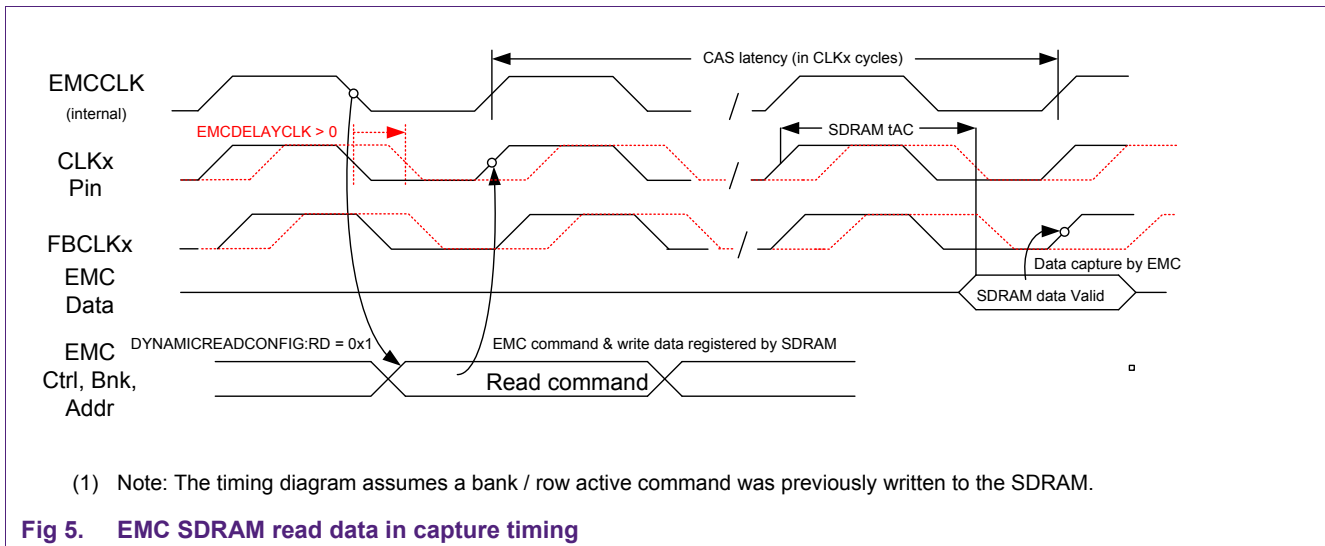 CAS latency (in CLKx cycles)
EMCCLK
(internal)
EMCDELAYCLK > 0
SDRAM tAC
CLKx
Pin
FBCLKx
Data capture by EMC
EMC
Data
SDRAM data Valid
DYNAMICREADCONFIG:RD = 0x1
EMC command & write data registered by SDRAM
EMC
Ctrl, Bnk,
Addr
Read command
(1) Note: The timing diagram assumes a bank / row active command was previously written to the SDRAM.
Fig 5. EMC SDRAM read data in capture timing